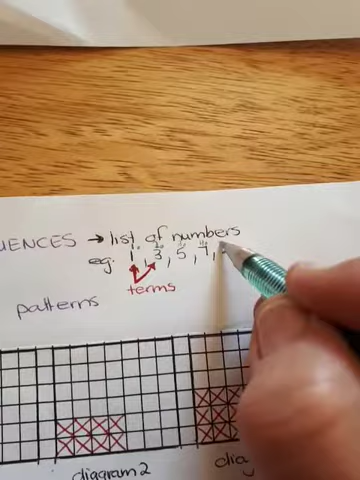 UENCES → list of numbers
eg: 1, 3, 5, 7,
terms
patterns
diagram 2
dia